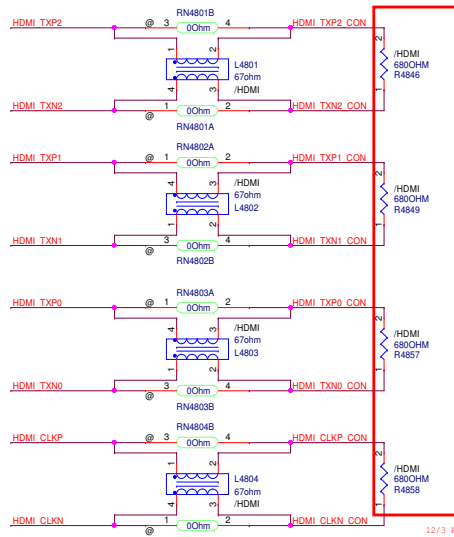 RN4801B
HDMI_TXP2 @ 3 0Ohm 4 HDMI_TXP2_CON
1 2 L4801 2 /HDMI
67ohm 680OHM
4 3 /HDMI 1 R4846
HDMI_TXN2 @ 1 0Ohm 2 HDMI_TXN2_CON
RN4801A
RN4802A
HDMI_TXP1 @ 1 0Ohm 2 HDMI_TXP1_CON
4 3 /HDMI 2 /HDMI
67ohm 680OHM
1 2 L4802 1 R4849
HDMI_TXN1 @ 3 0Ohm 4 HDMI_TXN1_CON
RN4802B
RN4803A
HDMI_TXP0 @ 1 0Ohm 2 HDMI_TXP0_CON
4 3 /HDMI 2 /HDMI
67ohm 680OHM
1 2 L4803 1 R4857
HDMI_TXN0 @ 3 0Ohm 4 HDMI_TXN0_CON
RN4803B
RN4804B
HDMI_CLKP @ 3 0Ohm 4 HDMI_CLKP_CON
1 2 L4804 2 /HDMI
67ohm 680OHM
4 3 /HDMI 1 R4858
HDMI_CLKN @ 1 0Ohm 2 HDMI_CLKN_CON
12/3